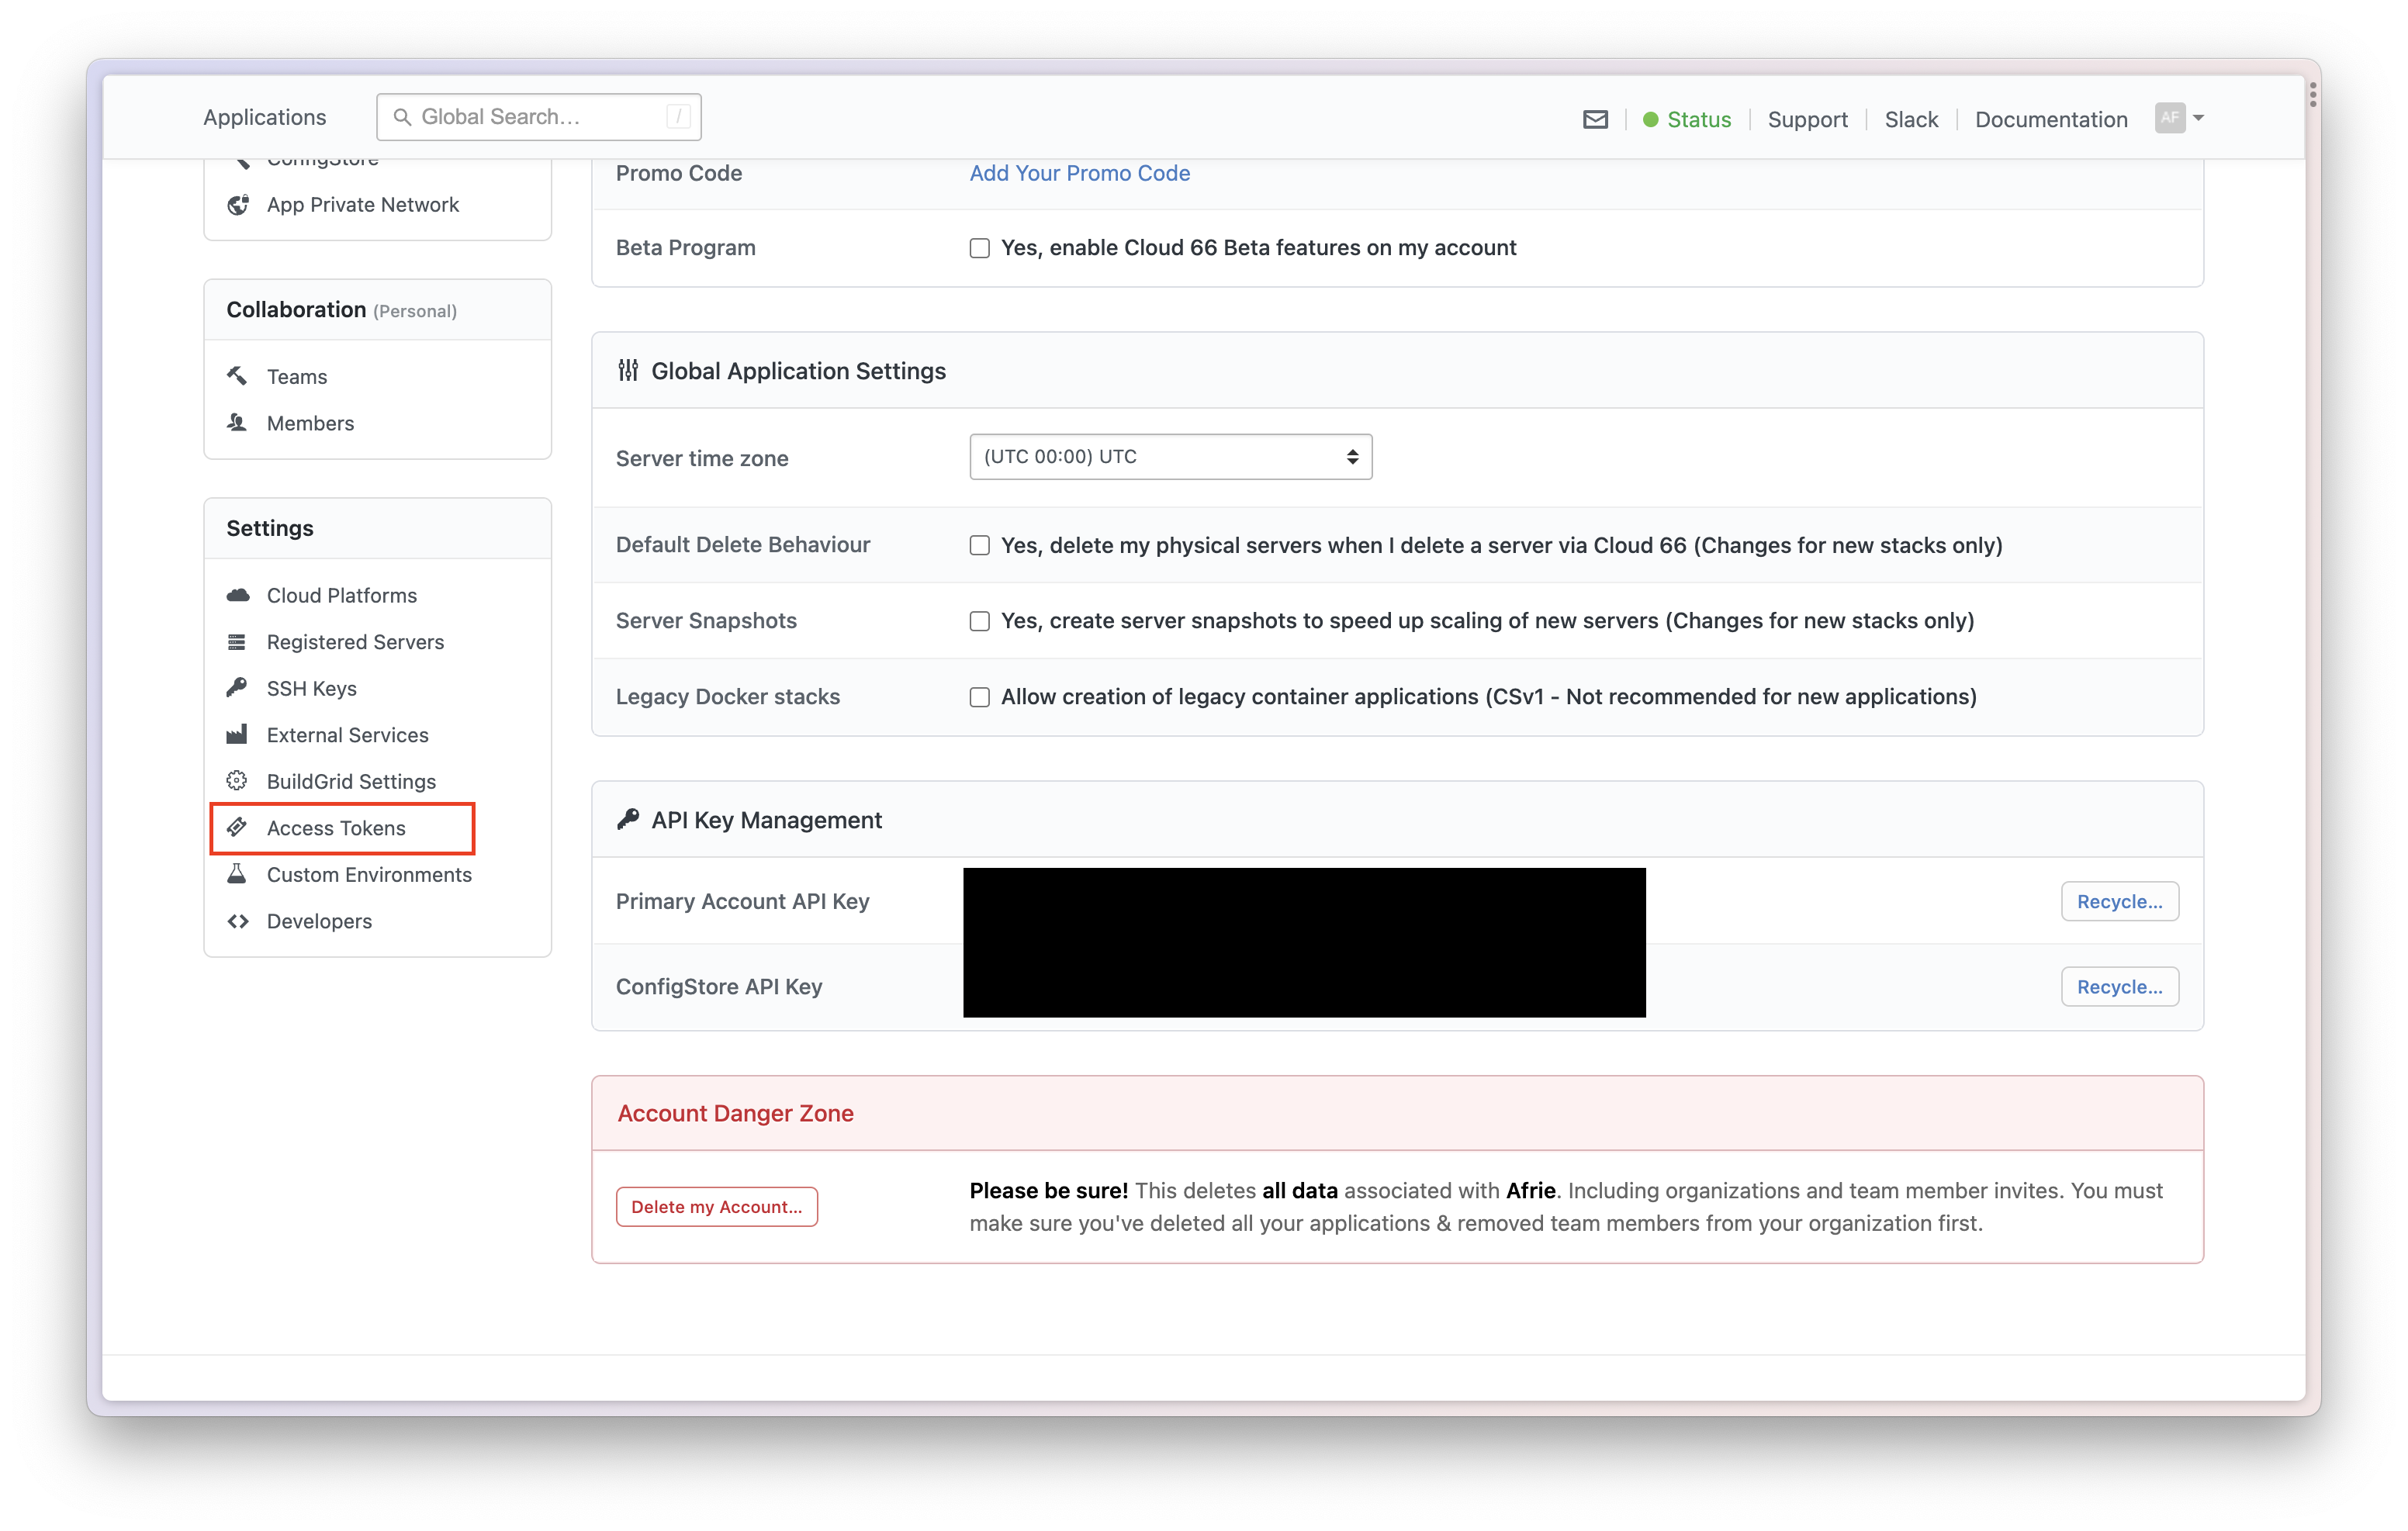 Applications
Global Search...
/
Status
Support
Slack
Documentation
AF
ConfigStore
App Private Network
Collaboration (Personal)
Teams
Members
Settings
Cloud Platforms
Registered Servers
SSH Keys
External Services
BuildGrid Settings
Access Tokens
Custom Environments
Developers
Promo Code
Add Your Promo Code
Beta Program
Yes, enable Cloud 66 Beta features on my account
Global Application Settings
Server time zone
(UTC 00:00) UTC
Default Delete Behaviour
Yes, delete my physical servers when I delete a server via Cloud 66 (Changes for new stacks only)
Server Snapshots
Yes, create server snapshots to speed up scaling of new servers (Changes for new stacks only)
Legacy Docker stacks
Allow creation of legacy container applications (CSv1 - Not recommended for new applications)
API Key Management
Primary Account API Key
Recycle...
ConfigStore API Key
Recycle...
Account Danger Zone
Delete my Account...
Please be sure! This deletes all data associated with Afrie. Including organizations and team member invites. You must
make sure you've deleted all your applications & removed team members from your organization first.